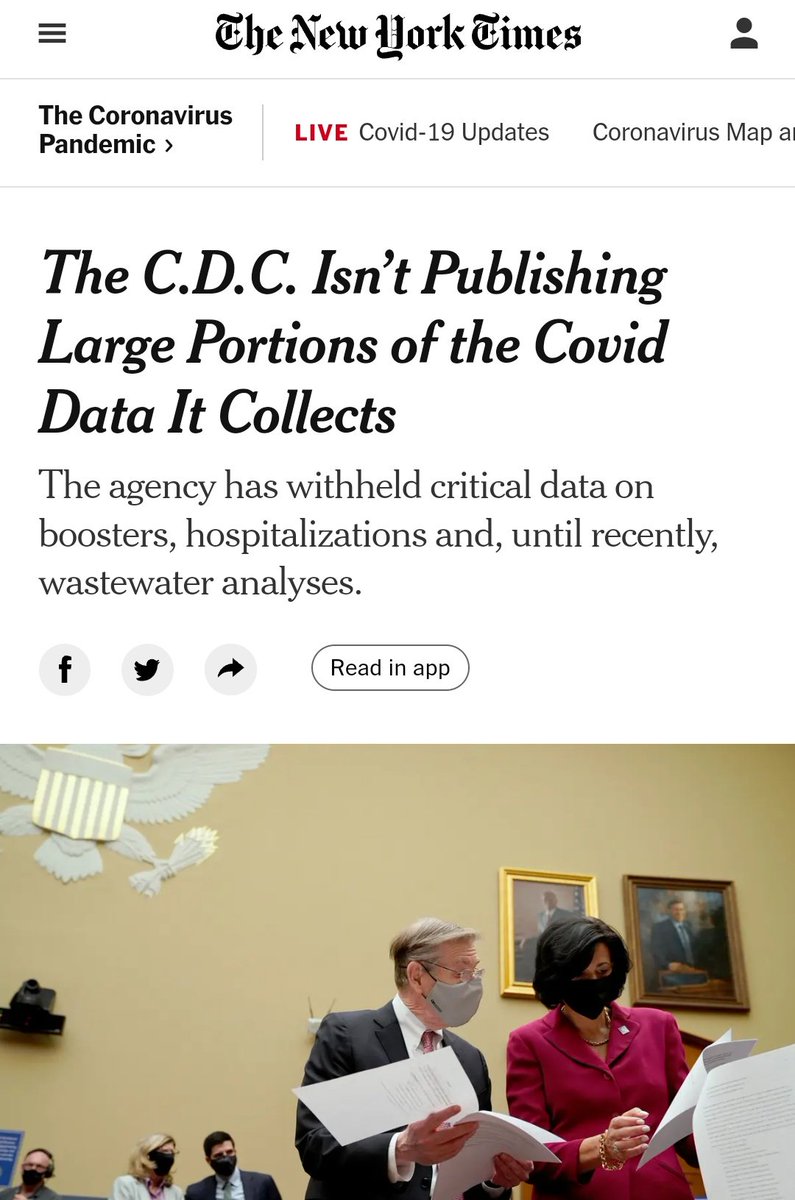 The New York Times
The Coronavirus
Pandemic ›
LIVE Covid-19 Updates
Coronavirus Map a
The C.D.C. Isn’t Publishing
Large Portions of the Covid
Data It Collects
The agency has withheld critical data on
boosters, hospitalizations and, until recently,
wastewater analyses.
Read in app